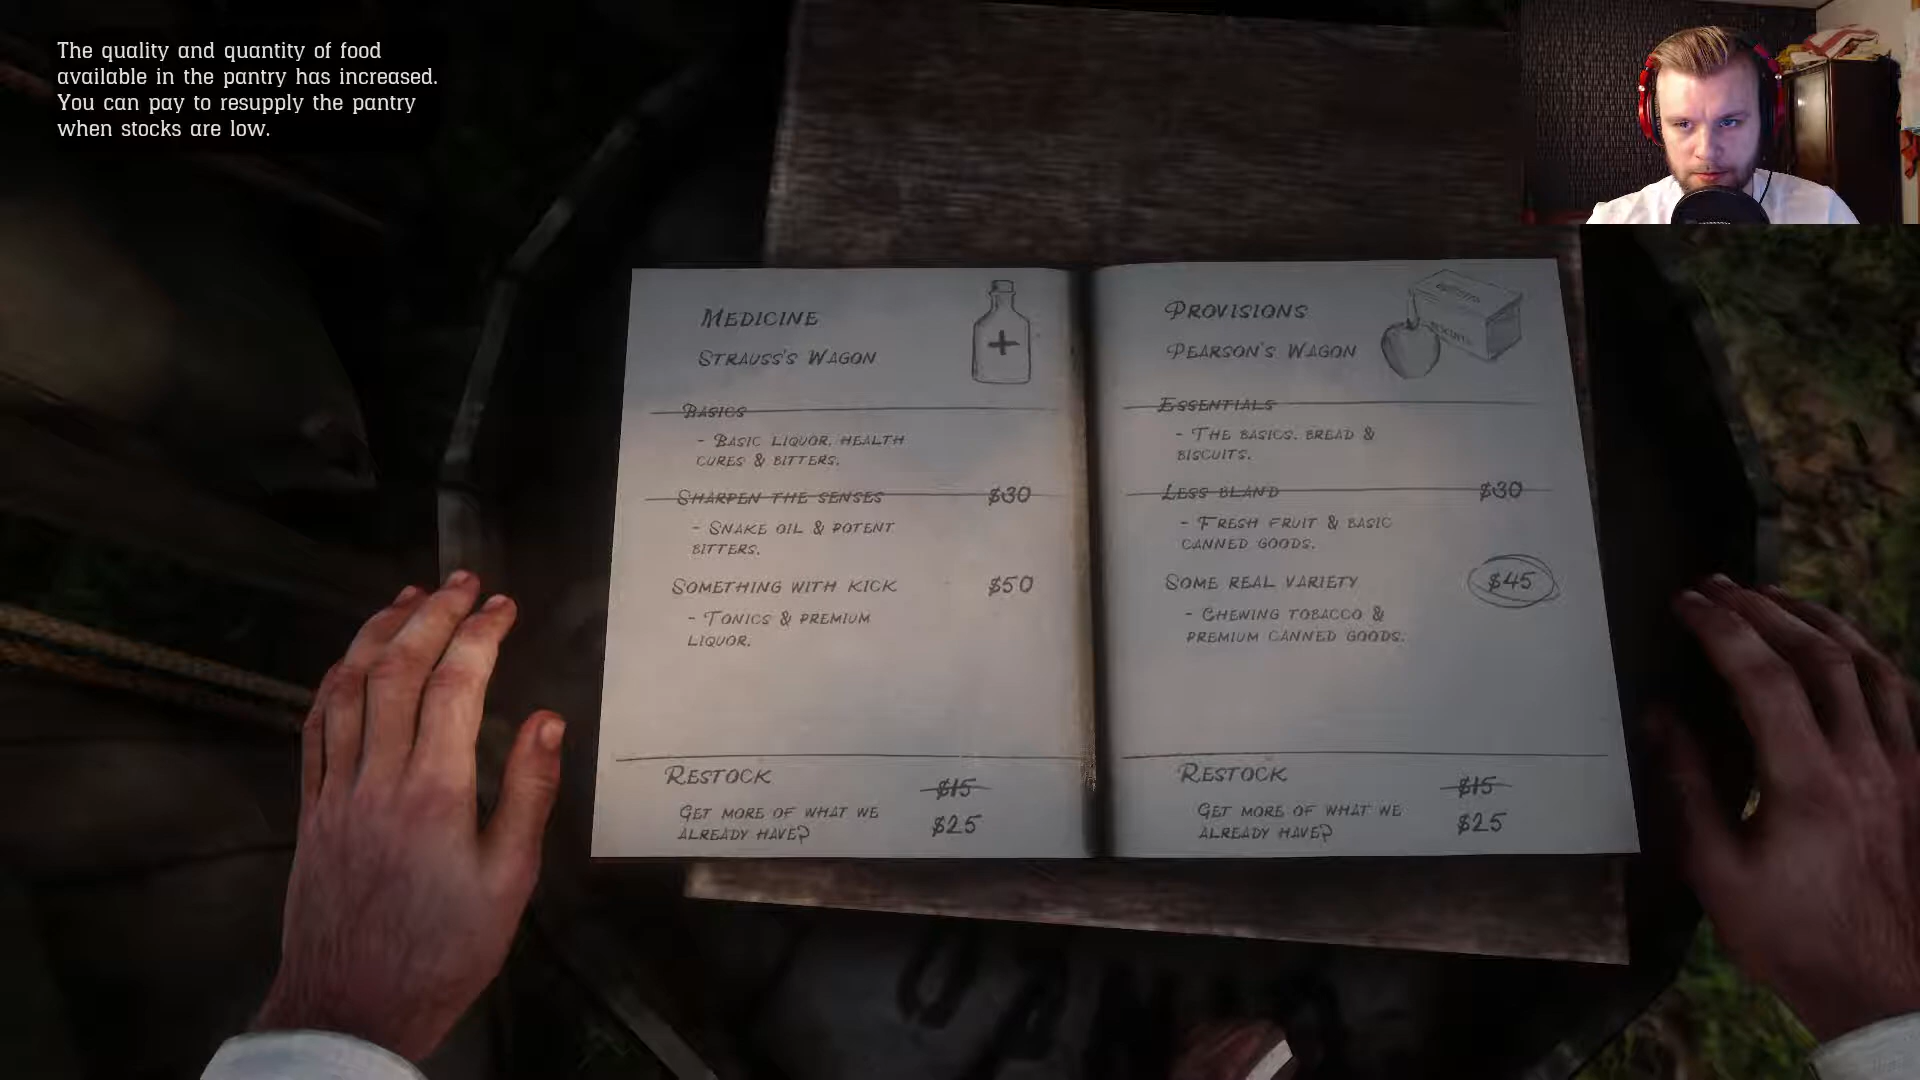 The quality and quantity of food
available in the pantry has increased.
You can pay to resupply the pantry
when stocks are low.
MEDICINE
STRAUSS'S WAGON
BASICS
- BASIC LIQUOR, HEALTH
CURES & BITTERS.
SHARPEN THE SENSES $30
- SNAKE OIL & POTENT
BITTERS.
SOMETHING WITH KICK $50
- TONICS & PREMIUM
LIQUOR.
RESTOCK $15
GET MORE OF WHAT WE
ALREADY HAVE? $25
PROVISIONS
PEARSON'S WAGON
BISCUITS
ESSENTIALS
- THE BASICS. BREAD &
BISCUITS.
LESS BLAND $30
- FRESH FRUIT & BASIC
CANNED GOODS.
SOME REAL VARIETY $45
- CHEWING TOBACCO &
PREMIUM CANNED GOODS.
RESTOCK $15
GET MORE OF WHAT WE
ALREADY HAVE? $25